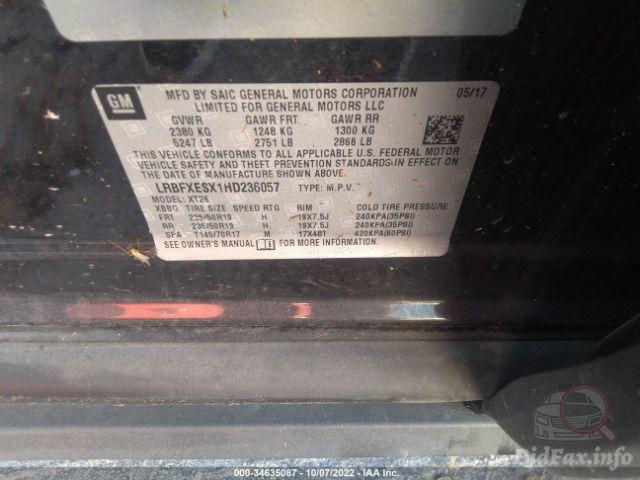 GM
MFD BY SAIC GENERAL MOTORS CORPORATION 05/17
LIMITED FOR GENERAL MOTORS LLC
GVWR GAWR FRT GAWR RR
2380 KG 1248 KG 1300 KG
5247 LB 2751 LB 2866 LB
THIS VEHICLE CONFORMS TO ALL APPLICABLE U.S. FEDERAL MOTOR
VEHICLE SAFETY AND THEFT PREVENTION STANDARDS IN EFFECT ON
THE DATE OF MANUFACTURE SHOWN ABOVE.
LRBFXESX1HD236057 TYPE: M.P.V.
MODEL: XT26
XBBG TIRE SIZE SPEED RTG RIM COLD TIRE PRESSURE
FRT 235/50R19 H 19X7.5J 240KPA(35PSI)
RR 235/50R19 H 19X7.5J 240KPA(35PSI)
SPA T145/70R17 M 17X4BT 420KPA(60PSI)
SEE OWNER'S MANUAL i FOR MORE INFORMATION.
DidFax.info
000-34635087 - 10/07/2022 - IAA Inc.